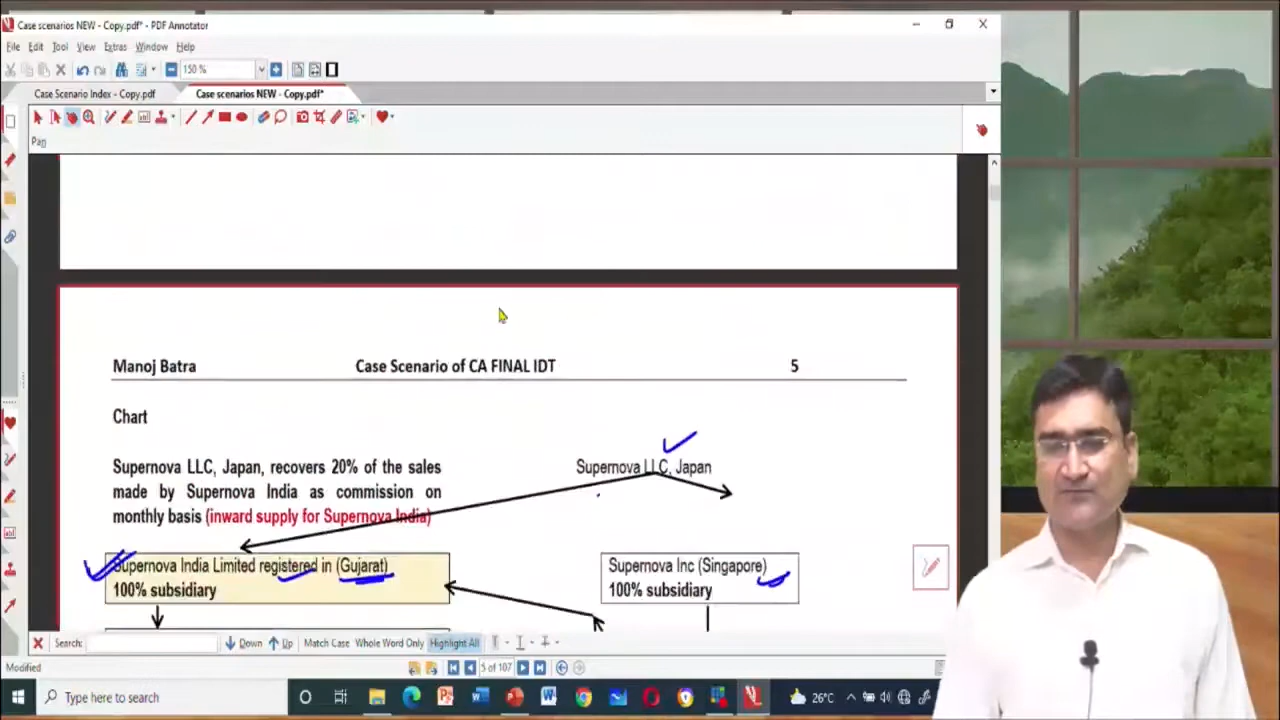 Case scenarios NEW - Copy.pdf* - PDF Annotator
File Edit Tool View Extras Window Help
150 %
Case Scenario Index - Copy.pdf Case scenarios NEW - Copy.pdf*
Pan
Manoj Batra Case Scenario of CA FINAL IDT 5
Chart
Supernova LLC, Japan, recovers 20% of the sales
made by Supernova India as commission on
monthly basis (inward supply for Supernova India)
Supernova LLC, Japan
Supernova India Limited registered in (Gujarat)
100% subsidiary
Supernova Inc (Singapore)
100% subsidiary
Search: Down Up Match Case Whole Word Only Highlight All
Modified 5 of 107
Type here to search 26°C